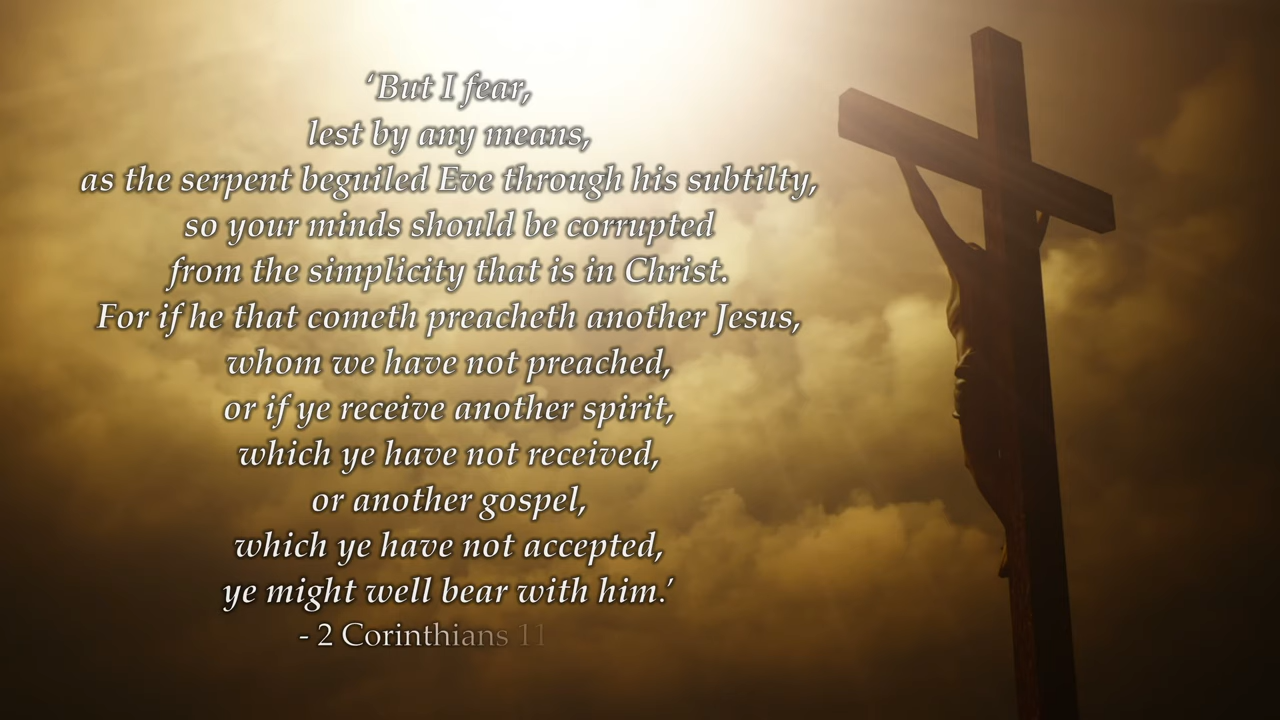 ‘But I fear,
lest by any means,
as the serpent beguiled Eve through his subtilty,
so your minds should be corrupted
from the simplicity that is in Christ.
For if he that cometh preacheth another Jesus,
whom we have not preached,
or if ye receive another spirit,
which ye have not received,
or another gospel,
which ye have not accepted,
ye might well bear with him.’
- 2 Corinthians 11